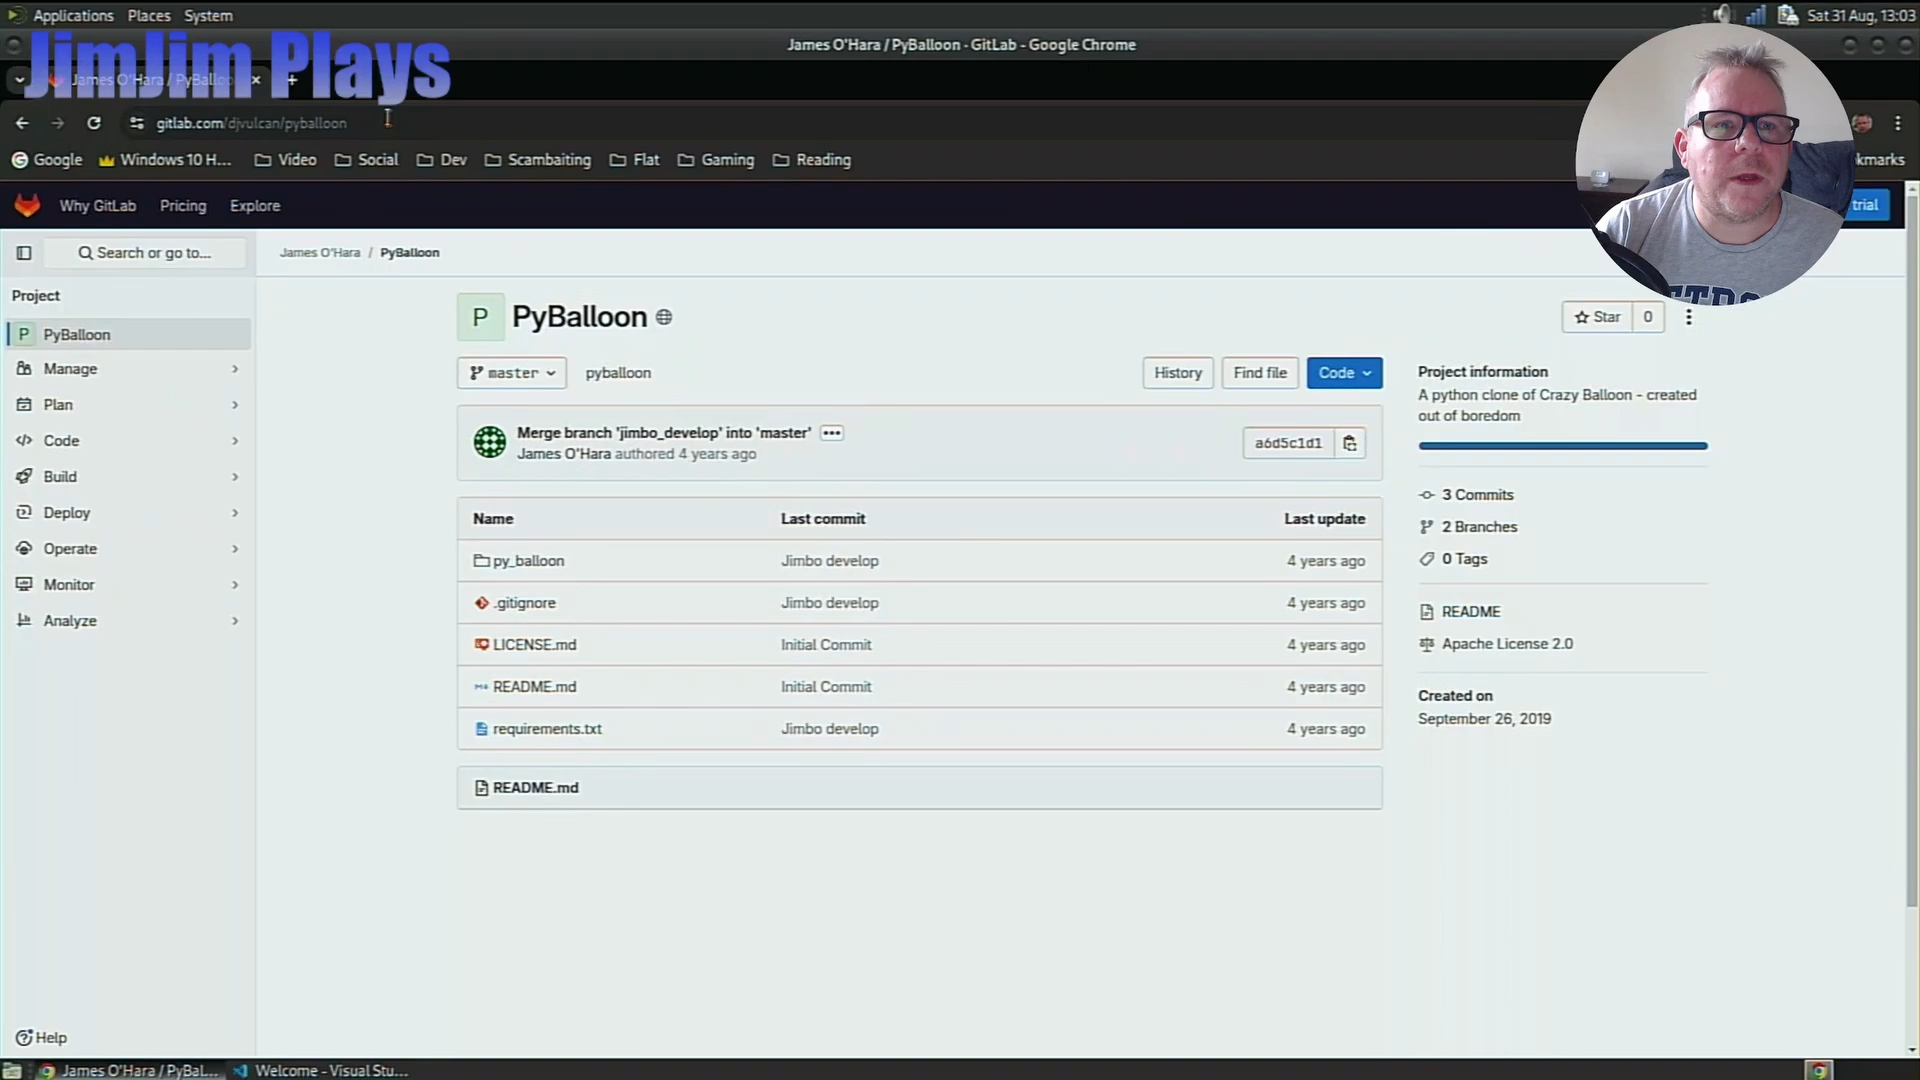 Applications Places System Sat 31 Aug, 13:03
James O'Hara / PyBalloon · GitLab - Google Chrome
JimJim Plays
James O'Hara / PyBalloo
gitlab.com/djvulcan/pyballoon
Google Windows 10 H... Video Social Dev Scambaiting Flat Gaming Reading okmarks
Why GitLab Pricing Explore trial
Search or go to... James O'Hara / PyBalloon
Project
P PyBalloon
Manage
Plan
Code
Build
Deploy
Operate
Monitor
Analyze
Help
P PyBalloon
Star 0
master pyballoon History Find file Code
Merge branch 'jimbo_develop' into 'master'
James O'Hara authored 4 years ago
a6d5c1d1
Name Last commit Last update
py_balloon Jimbo develop 4 years ago
.gitignore Jimbo develop 4 years ago
LICENSE.md Initial Commit 4 years ago
README.md Initial Commit 4 years ago
requirements.txt Jimbo develop 4 years ago
README.md
Project information
A python clone of Crazy Balloon - created
out of boredom
3 Commits
2 Branches
0 Tags
README
Apache License 2.0
Created on
September 26, 2019
James O'Hara / PyBal... Welcome - Visual Stu...